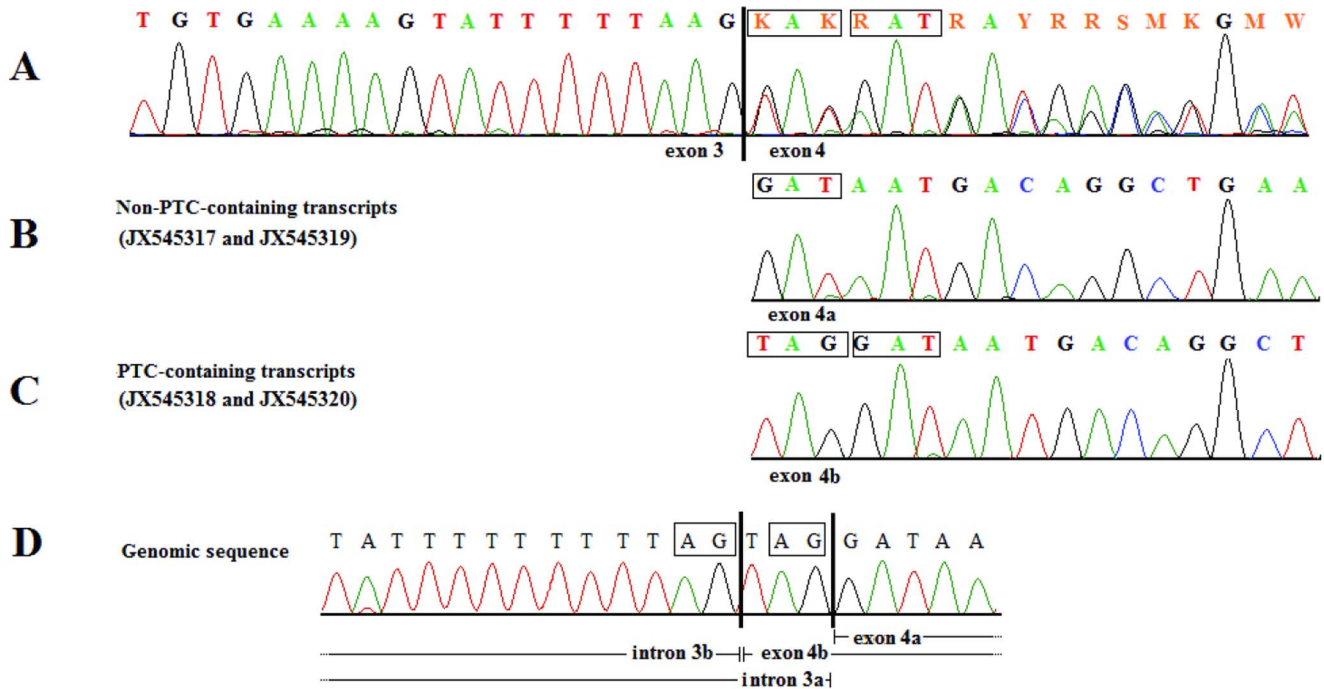 A
T G T G A A A A G T A T T T T T A A G K A K R A T R A Y R R S M K G M W
exon 3 exon 4
B
Non-PTC-containing transcripts
(JX545317 and JX545319)
G A T A A T G A C A G G C T G A A
exon 4a
C
PTC-containing transcripts
(JX545318 and JX545320)
T A G G A T A A T G A C A G G C T
exon 4b
D
Genomic sequence
T A T T T T T T T T T A G T A G G A T A A
exon 4a
intron 3b exon 4b
intron 3a